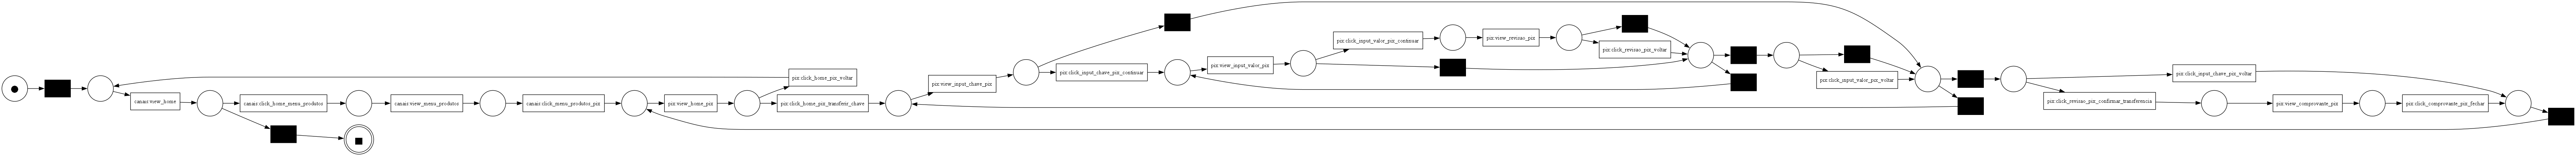 canais:view_home
canais:click_home_menu_produtos
canais:view_menu_produtos
canais:click_menu_produtos_pix
pix:view_home_pix
pix:click_home_pix_voltar
pix:click_home_pix_transferir_chave
pix:view_input_chave_pix
pix:click_input_chave_pix_continuar
pix:view_input_valor_pix
pix:click_input_valor_pix_continuar
pix:view_revisao_pix
pix:click_revisao_pix_voltar
pix:click_input_valor_pix_voltar
pix:click_input_chave_pix_voltar
pix:click_revisao_pix_confirmar_transferencia
pix:view_comprovante_pix
pix:click_comprovante_pix_fechar